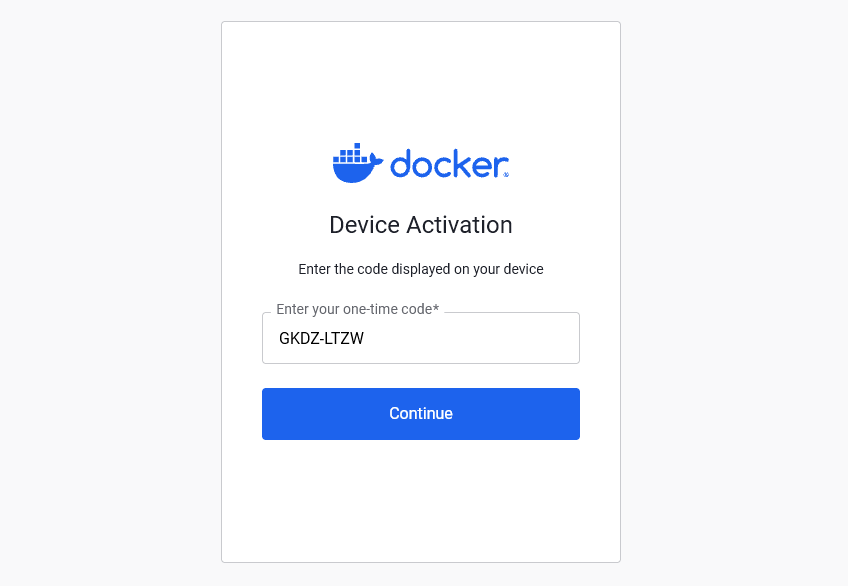 docker®
Device Activation
Enter the code displayed on your device
Enter your one-time code*
GKDZ-LTZW
Continue